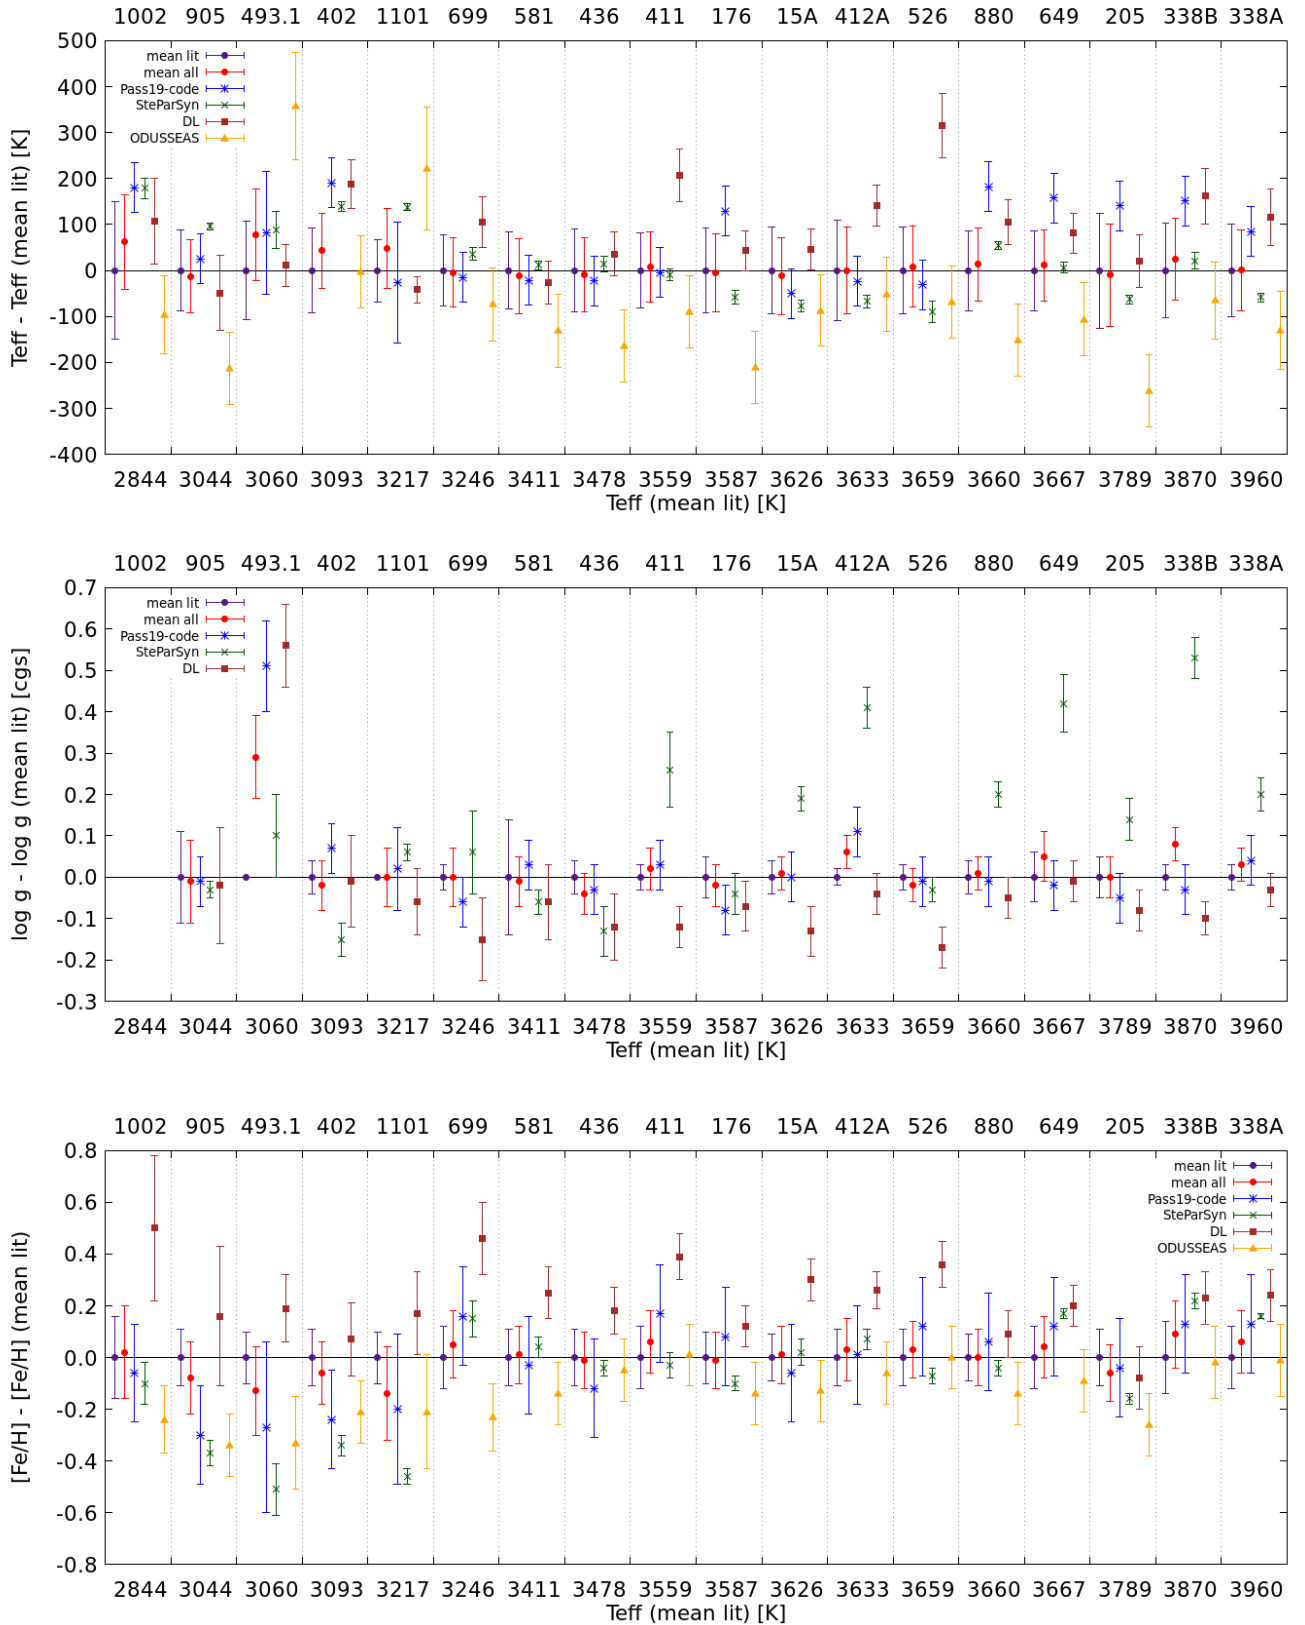 1002 905 493.1 402 1101 699 581 436 411 176 15A 412A 526 880 649 205 338B 338A
500
400
300
200
100
0
-100
-200
-300
-400
Teff - Teff (mean lit) [K]
mean lit
mean all
Pass19-code
SteParSyn
DL
ODUSSEAS
2844 3044 3060 3093 3217 3246 3411 3478 3559 3587 3626 3633 3659 3660 3667 3789 3870 3960
Teff (mean lit) [K]
1002 905 493.1 402 1101 699 581 436 411 176 15A 412A 526 880 649 205 338B 338A
0.7
0.6
0.5
0.4
0.3
0.2
0.1
0.0
-0.1
-0.2
-0.3
log g - log g (mean lit) [cgs]
mean lit
mean all
Pass19-code
SteParSyn
DL
2844 3044 3060 3093 3217 3246 3411 3478 3559 3587 3626 3633 3659 3660 3667 3789 3870 3960
Teff (mean lit) [K]
1002 905 493.1 402 1101 699 581 436 411 176 15A 412A 526 880 649 205 338B 338A
0.8
0.6
0.4
0.2
0.0
-0.2
-0.4
-0.6
-0.8
[Fe/H] - [Fe/H] (mean lit)
mean lit
mean all
Pass19-code
SteParSyn
DL
ODUSSEAS
2844 3044 3060 3093 3217 3246 3411 3478 3559 3587 3626 3633 3659 3660 3667 3789 3870 3960
Teff (mean lit) [K]